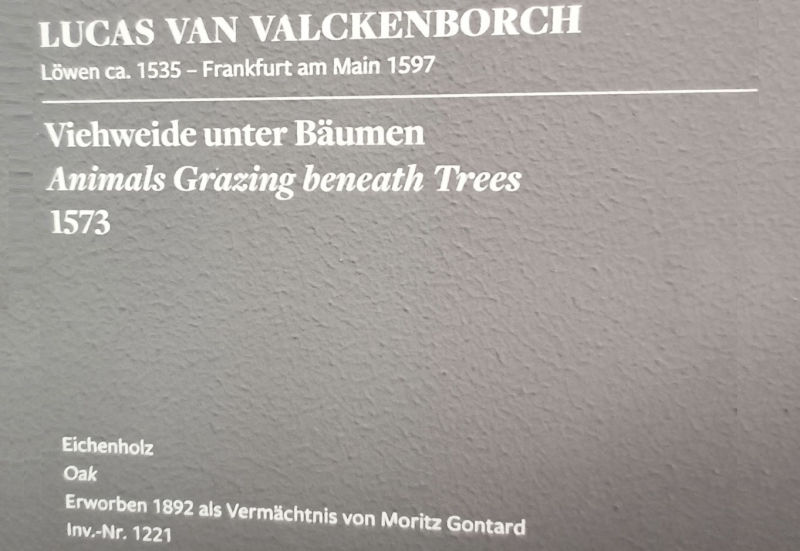 LUCAS VAN VALCKENBORCH
Löwen ca. 1535 – Frankfurt am Main 1597
Viehweide unter Bäumen
Animals Grazing beneath Trees
1573
Eichenholz
Oak
Erworben 1892 als Vermächtnis von Moritz Gontard
Inv.-Nr. 1221